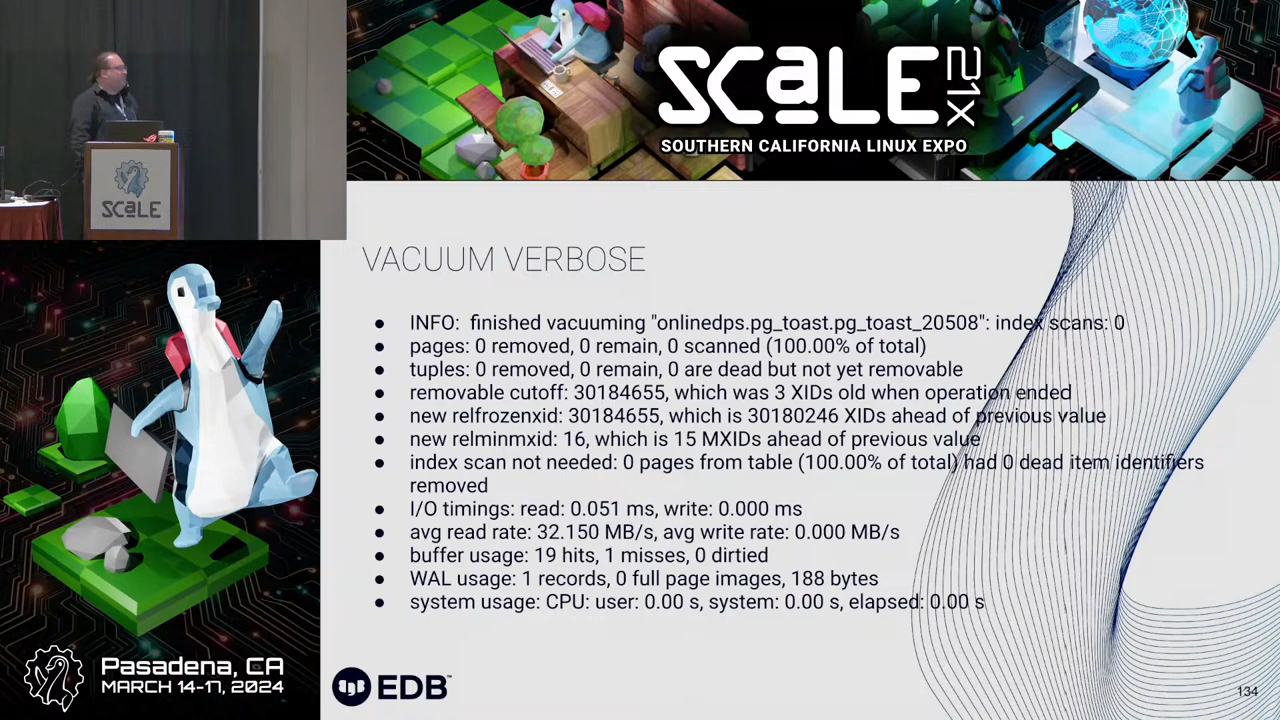 SCaLE 21X
SOUTHERN CALIFORNIA LINUX EXPO
SCaLE
VACUUM VERBOSE
● INFO:  finished vacuuming "onlinedps.pg_toast.pg_toast_20508": index scans: 0
● pages: 0 removed, 0 remain, 0 scanned (100.00% of total)
● tuples: 0 removed, 0 remain, 0 are dead but not yet removable
● removable cutoff: 30184655, which was 3 XIDs old when operation ended
● new relfrozenxid: 30184655, which is 30180246 XIDs ahead of previous value
● new relminmxid: 16, which is 15 MXIDs ahead of previous value
● index scan not needed: 0 pages from table (100.00% of total) had 0 dead item identifiers
removed
● I/O timings: read: 0.051 ms, write: 0.000 ms
● avg read rate: 32.150 MB/s, avg write rate: 0.000 MB/s
● buffer usage: 19 hits, 1 misses, 0 dirtied
● WAL usage: 1 records, 0 full page images, 188 bytes
● system usage: CPU: user: 0.00 s, system: 0.00 s, elapsed: 0.00 s
Pasadena, CA
MARCH 14-17, 2024
EDB™
134